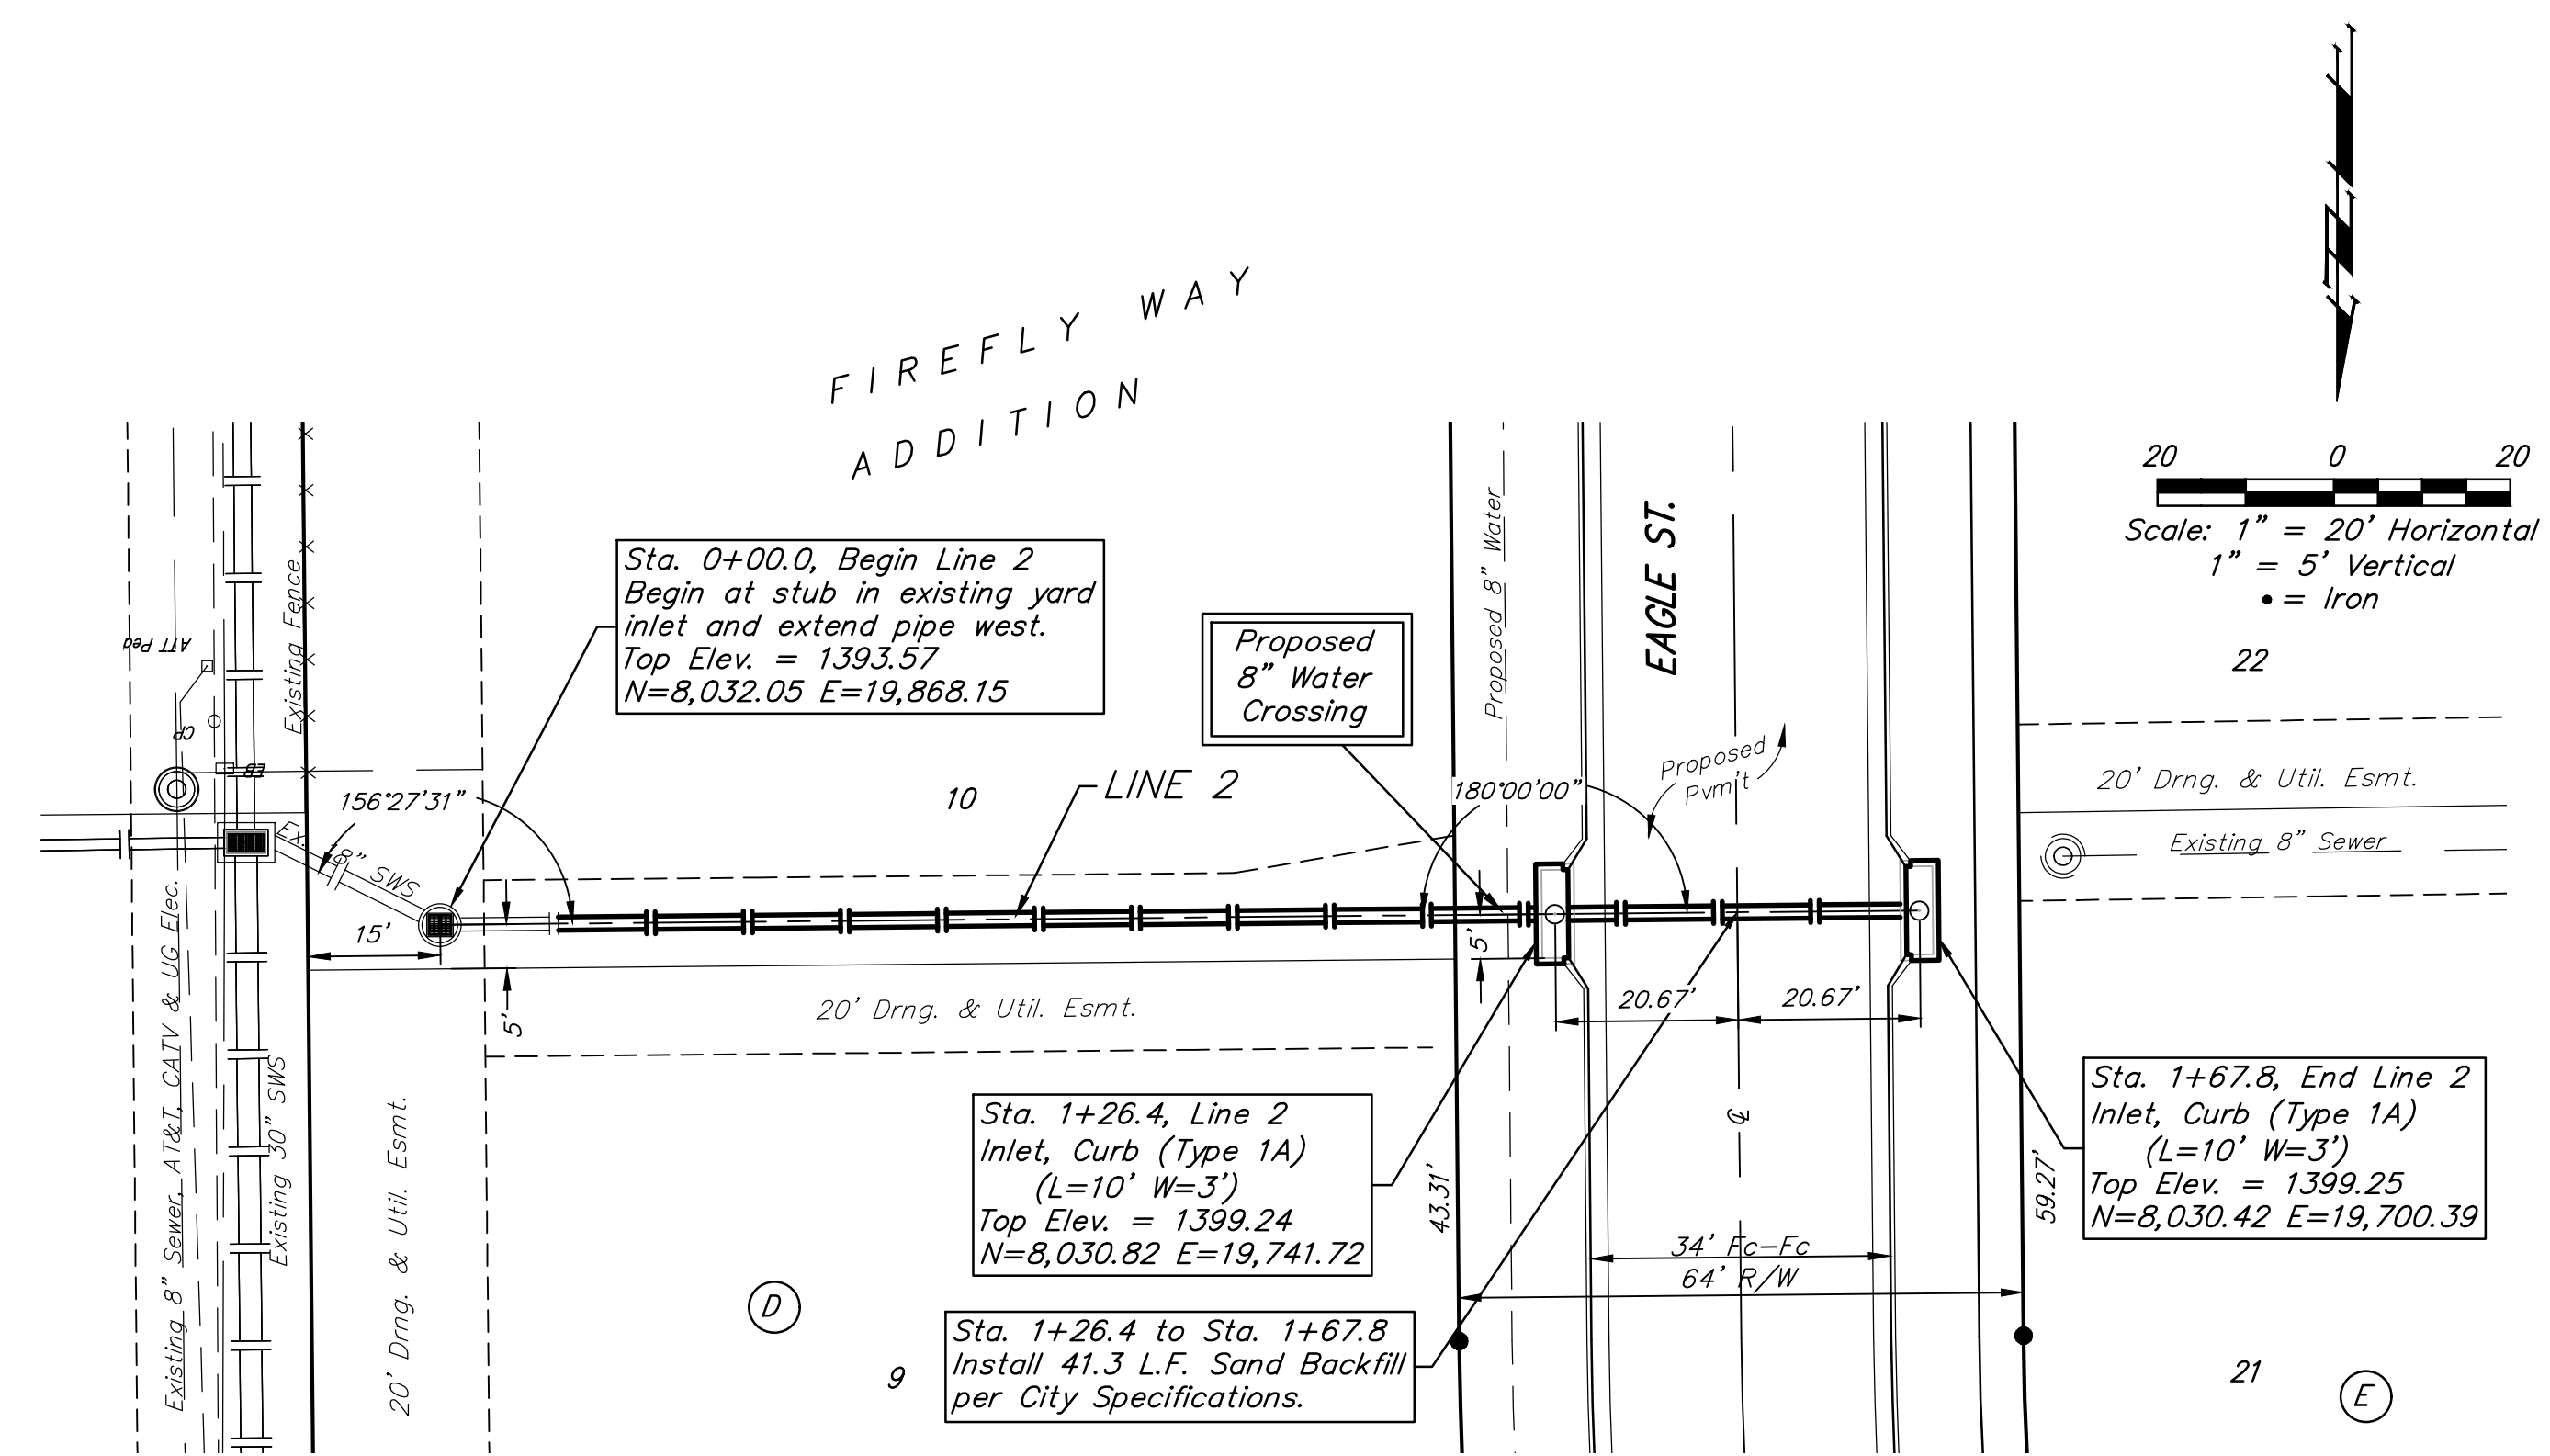 FIREFLY WAY
ADDITION
20 0 20
Scale: 1" = 20' Horizontal
1" = 5' Vertical
• = Iron
22
Sta. 0+00.0, Begin Line 2
Begin at stub in existing yard
inlet and extend pipe west.
Top Elev. = 1393.57
N=8,032.05 E=19,868.15
Proposed
8" Water
Crossing
Proposed 8" Water
EAGLE ST.
Existing Fence
ATT Ped
CP
EB
156°27'31"
LINE 2
10
180°00'00"
Proposed
Pvm't
20' Drng. & Util. Esmt.
Existing 8" Sewer
Ex. 18" SWS
15'
5'
5'
20' Drng. & Util. Esmt.
20.67'
20.67'
Existing 8" Sewer, AT&T, CATV & UG Elec.
Existing 30" SWS
20' Drng. & Util. Esmt.
Sta. 1+26.4, Line 2
Inlet, Curb (Type 1A)
(L=10' W=3')
Top Elev. = 1399.24
N=8,030.82 E=19,741.72
43.31'
59.27'
Sta. 1+67.8, End Line 2
Inlet, Curb (Type 1A)
(L=10' W=3')
Top Elev. = 1399.25
N=8,030.42 E=19,700.39
34' Fc-Fc
64' R/W
D
9
Sta. 1+26.4 to Sta. 1+67.8
Install 41.3 L.F. Sand Backfill
per City Specifications.
21
E